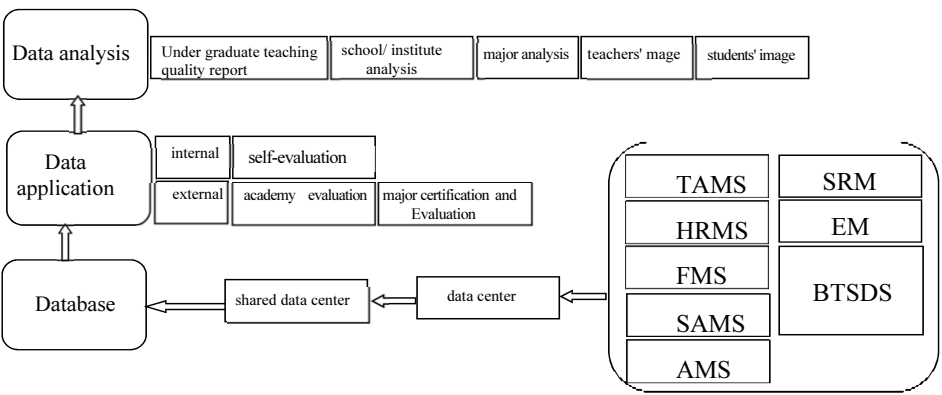 Data analysis
Under graduate teaching
quality report
school/ institute
analysis
major analysis
teachers' mage
students' image
Data
application
internal
self-evaluation
external
academy evaluation
major certification and
Evaluation
Database
shared data center
data center
TAMS
HRMS
FMS
SAMS
AMS
SRM
EM
BTSDS